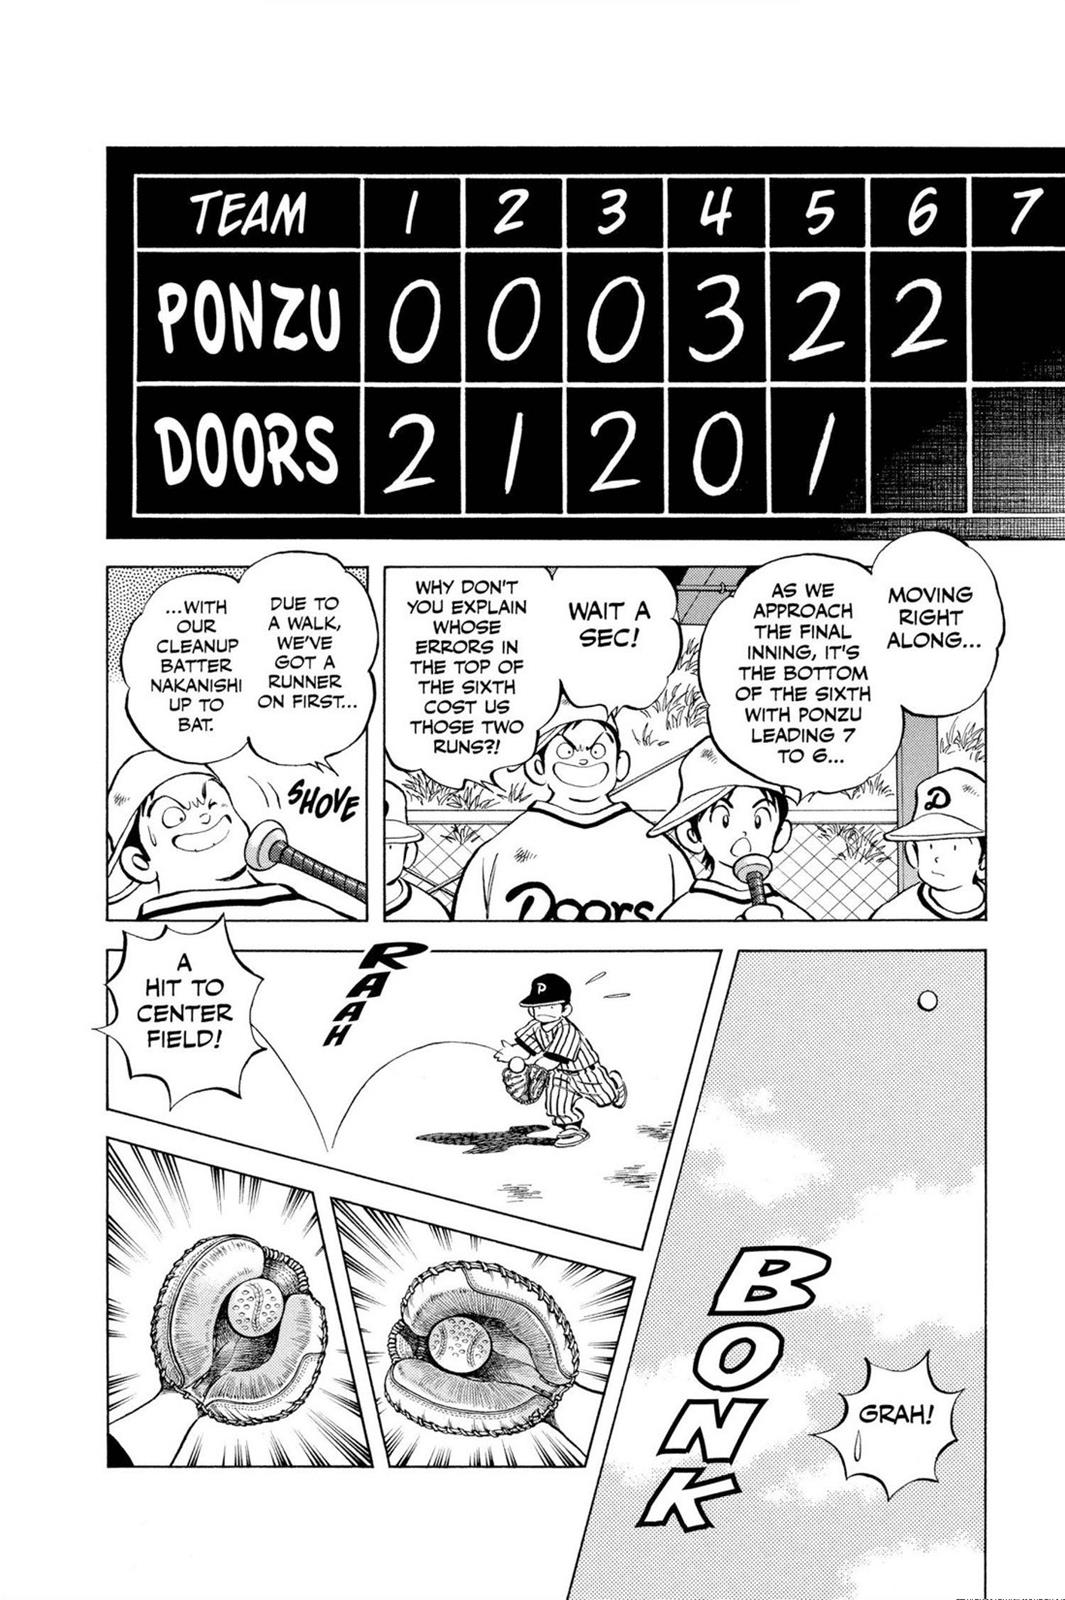 TEAM 1 2 3 4 5 6 7
PONZU 0 0 0 3 2 2
DOORS 2 1 2 0 1
MOVING
RIGHT
ALONG...
AS WE
APPROACH
THE FINAL
INNING, IT'S
THE BOTTOM
OF THE SIXTH
WITH PONZU
LEADING 7
TO 6...
WAIT A
SEC!
WHY DON'T
YOU EXPLAIN
WHOSE
ERRORS IN
THE TOP OF
THE SIXTH
COST US
THOSE TWO
RUNS?!
D
Doors
DUE TO
A WALK,
WE'VE
GOT A
RUNNER
ON FIRST...
...WITH
OUR
CLEANUP
BATTER
NAKANISHI
UP TO
BAT.
SHOVE
BONK
GRAH!
RAAH
P
A
HIT TO
CENTER
FIELD!